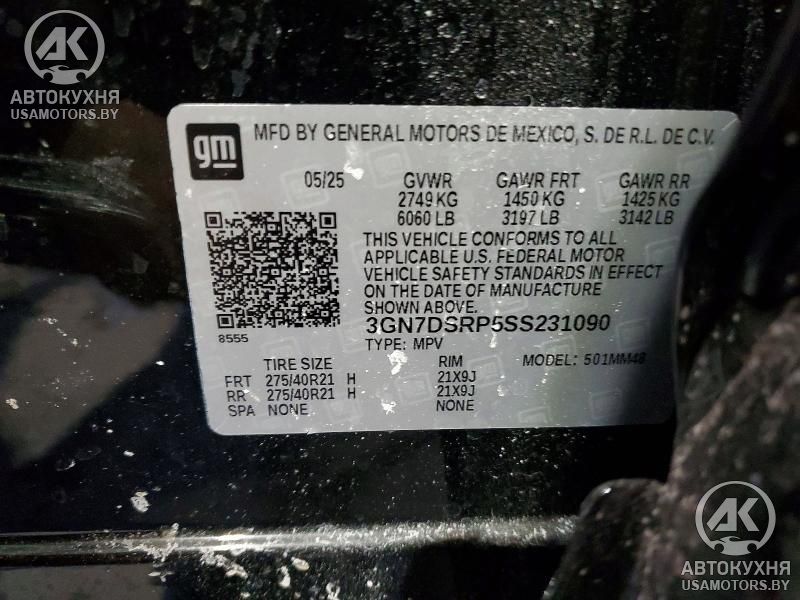 AK
АВТОКУХНЯ
USAMOTORS.BY
gm
MFD BY GENERAL MOTORS DE MEXICO, S. DE R.L. DE C.V.
05/25 GVWR GAWR FRT GAWR RR
2749 KG 1450 KG 1425 KG
6060 LB 3197 LB 3142 LB
THIS VEHICLE CONFORMS TO ALL
APPLICABLE U.S. FEDERAL MOTOR
VEHICLE SAFETY STANDARDS IN EFFECT
ON THE DATE OF MANUFACTURE
SHOWN ABOVE.
3GN7DSRP5SS231090
8555
TYPE: MPV MODEL: 501MM48
TIRE SIZE RIM
FRT 275/40R21 H 21X9J
RR 275/40R21 H 21X9J
SPA NONE NONE
AK
АВТОКУХНЯ
USAMOTORS.BY